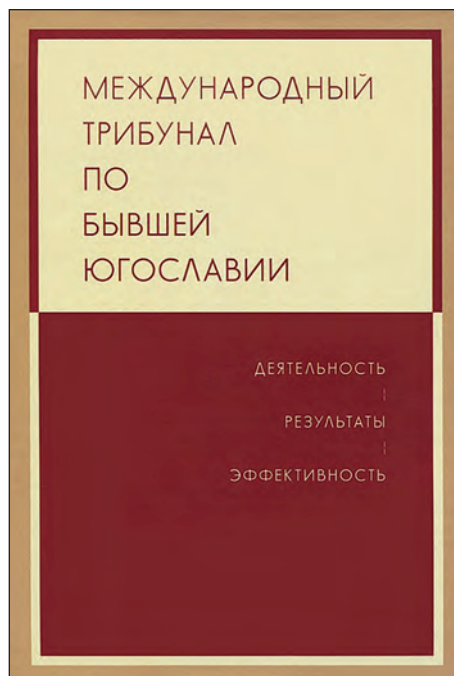 МЕЖДУНАРОДНЫЙ
ТРИБУНАЛ
ПО
БЫВШЕЙ
ЮГОСЛАВИИ
ДЕЯТЕЛЬНОСТЬ
РЕЗУЛЬТАТЫ
ЭФФЕКТИВНОСТЬ